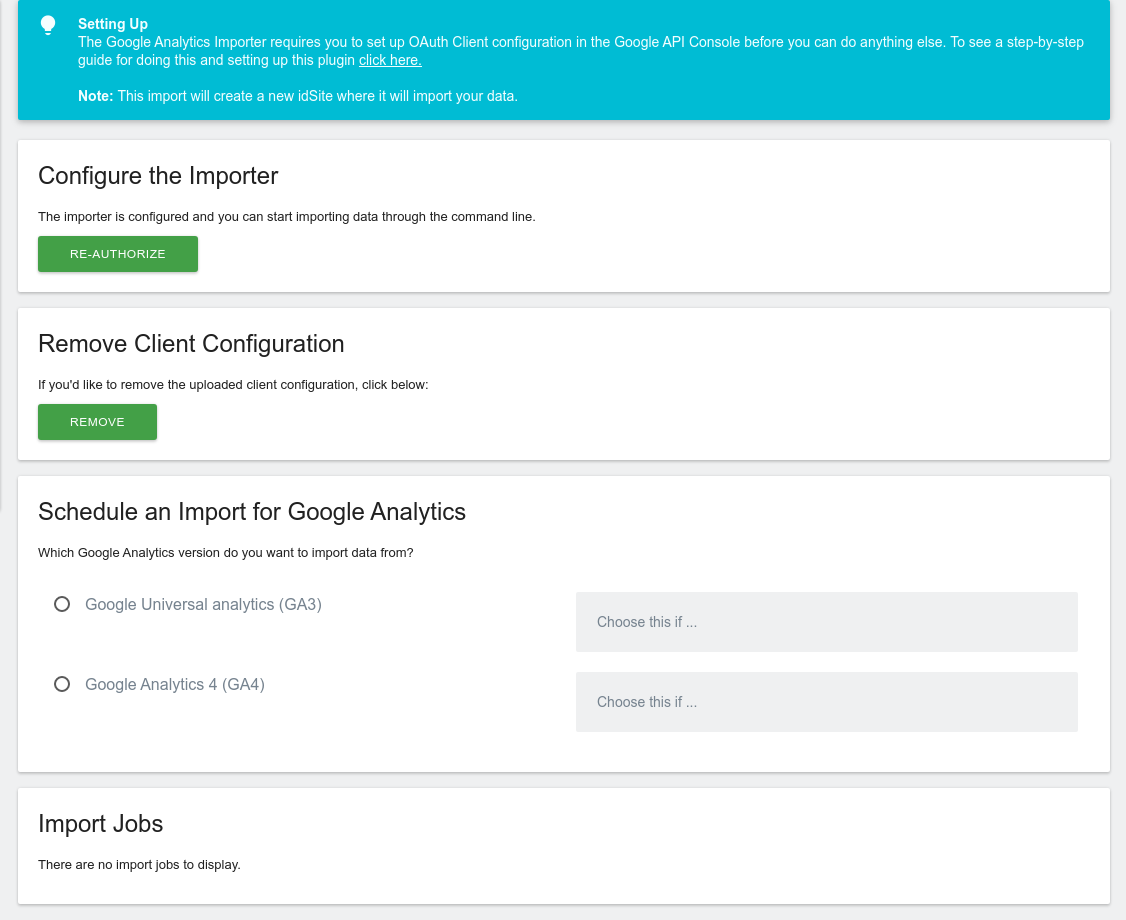 Setting Up
The Google Analytics Importer requires you to set up OAuth Client configuration in the Google API Console before you can do anything else. To see a step-by-step
guide for doing this and setting up this plugin click here.
Note: This import will create a new idSite where it will import your data.
Configure the Importer
The importer is configured and you can start importing data through the command line.
RE-AUTHORIZE
Remove Client Configuration
If you'd like to remove the uploaded client configuration, click below:
REMOVE
Schedule an Import for Google Analytics
Which Google Analytics version do you want to import data from?
Google Universal analytics (GA3)
Choose this if ...
Google Analytics 4 (GA4)
Choose this if ...
Import Jobs
There are no import jobs to display.